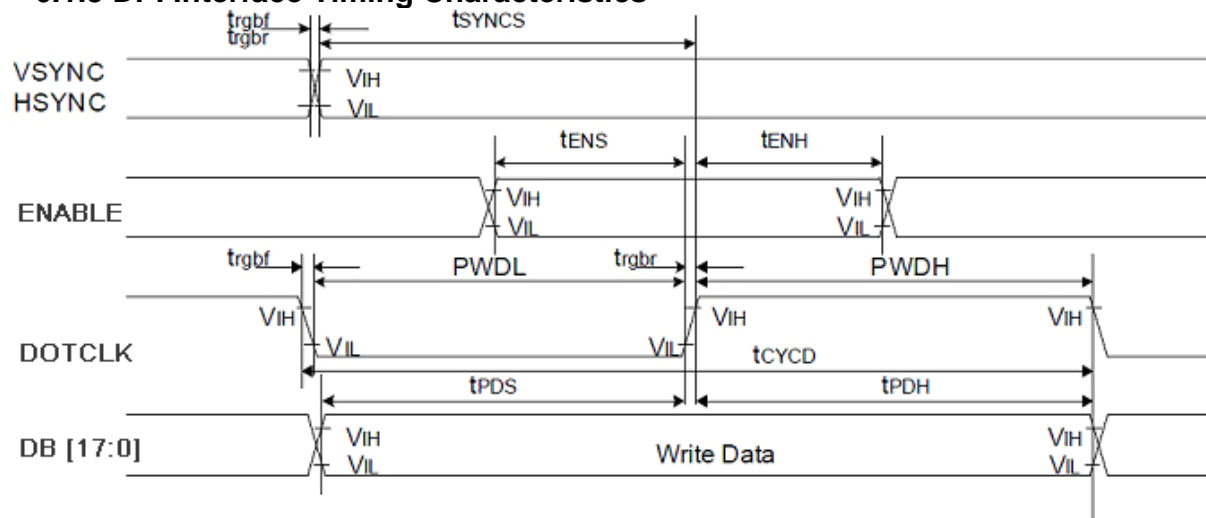 trgbf
trgbr
tSYNCS
VSYNC
HSYNC
VIH
VIL
tENS
tENH
ENABLE
VIH
VIL
VIH
VIL
trgbf
PWDL
trgbr
PWDH
DOTCLK
VIH
VIL
VIL
VIH
VIH
tCYCD
tPDS
tPDH
DB [17:0]
VIH
VIL
Write Data
VIH
VIL